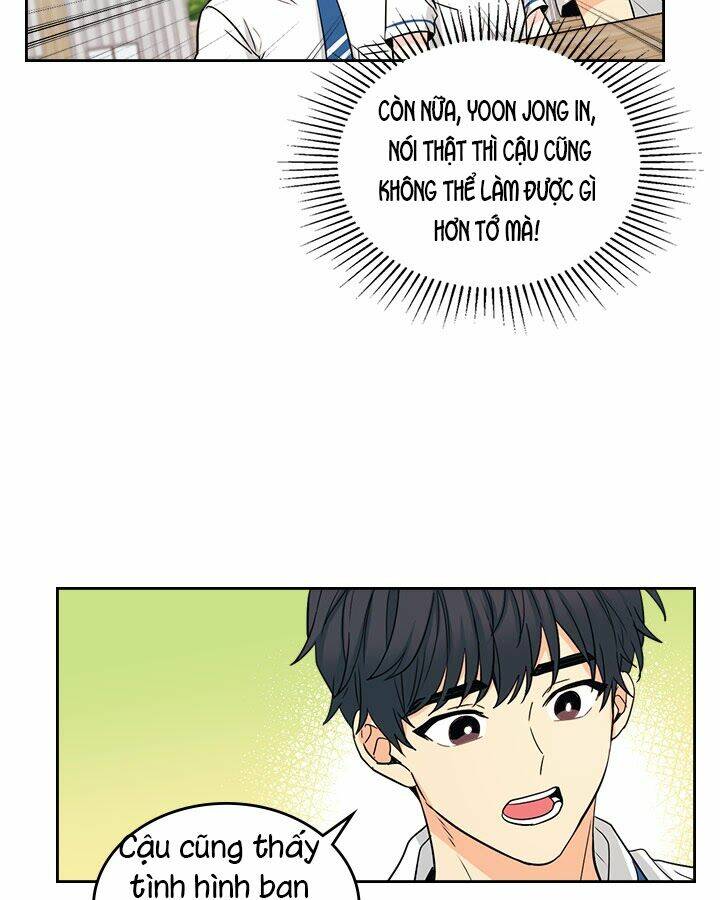 CÒN NỮA, YOON JONG IN,
NÓI THẬT THÌ CẬU CŨNG
KHÔNG THỂ LÀM ĐƯỢC GÌ
HƠN TỚ MÀ!
Cậu cũng thấy
tình hình ban